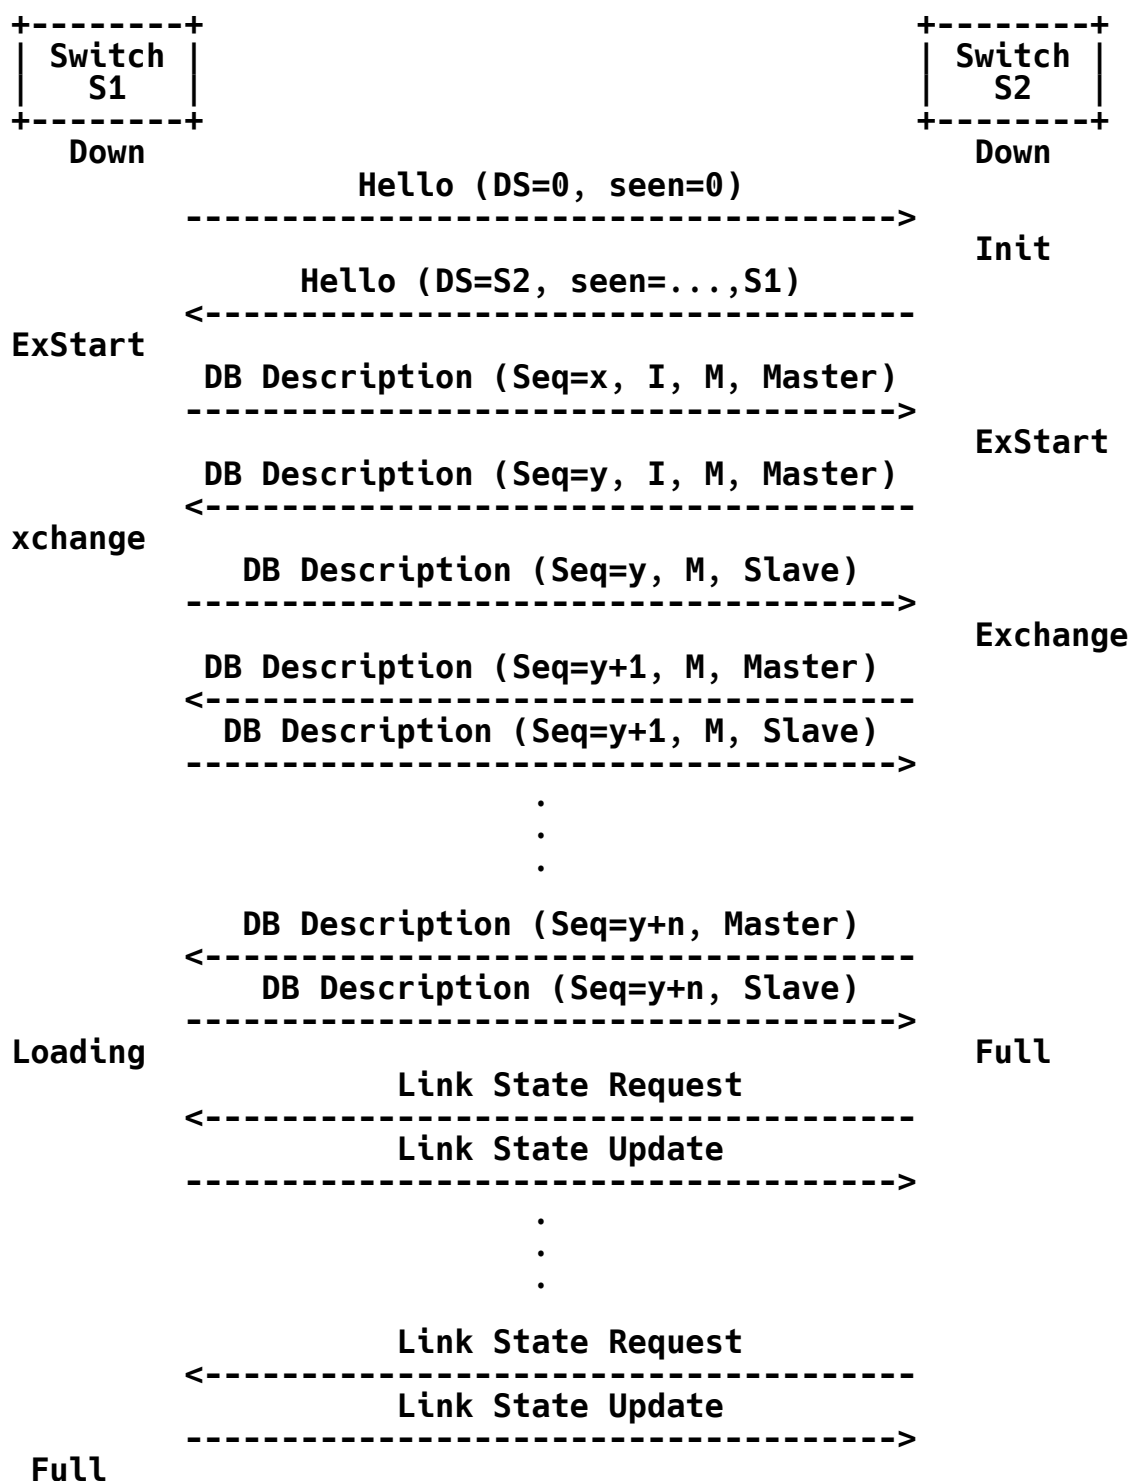 +--------+                                     +--------+
| Switch |                                     | Switch |
|   S1   |                                     |   S2   |
+--------+                                     +--------+
   Down                                           Down
Hello (DS=0, seen=0)
------------------------------------->
Init
Hello (DS=S2, seen=...,S1)
<-------------------------------------
ExStart
DB Description (Seq=x, I, M, Master)
------------------------------------->
ExStart
DB Description (Seq=y, I, M, Master)
<-------------------------------------
xchange
DB Description (Seq=y, M, Slave)
------------------------------------->
Exchange
DB Description (Seq=y+1, M, Master)
<-------------------------------------
DB Description (Seq=y+1, M, Slave)
------------------------------------->
.
.
.
DB Description (Seq=y+n, Master)
<-------------------------------------
DB Description (Seq=y+n, Slave)
------------------------------------->
Loading                                           Full
Link State Request
<-------------------------------------
Link State Update
------------------------------------->
.
.
.
Link State Request
<-------------------------------------
Link State Update
------------------------------------->
Full